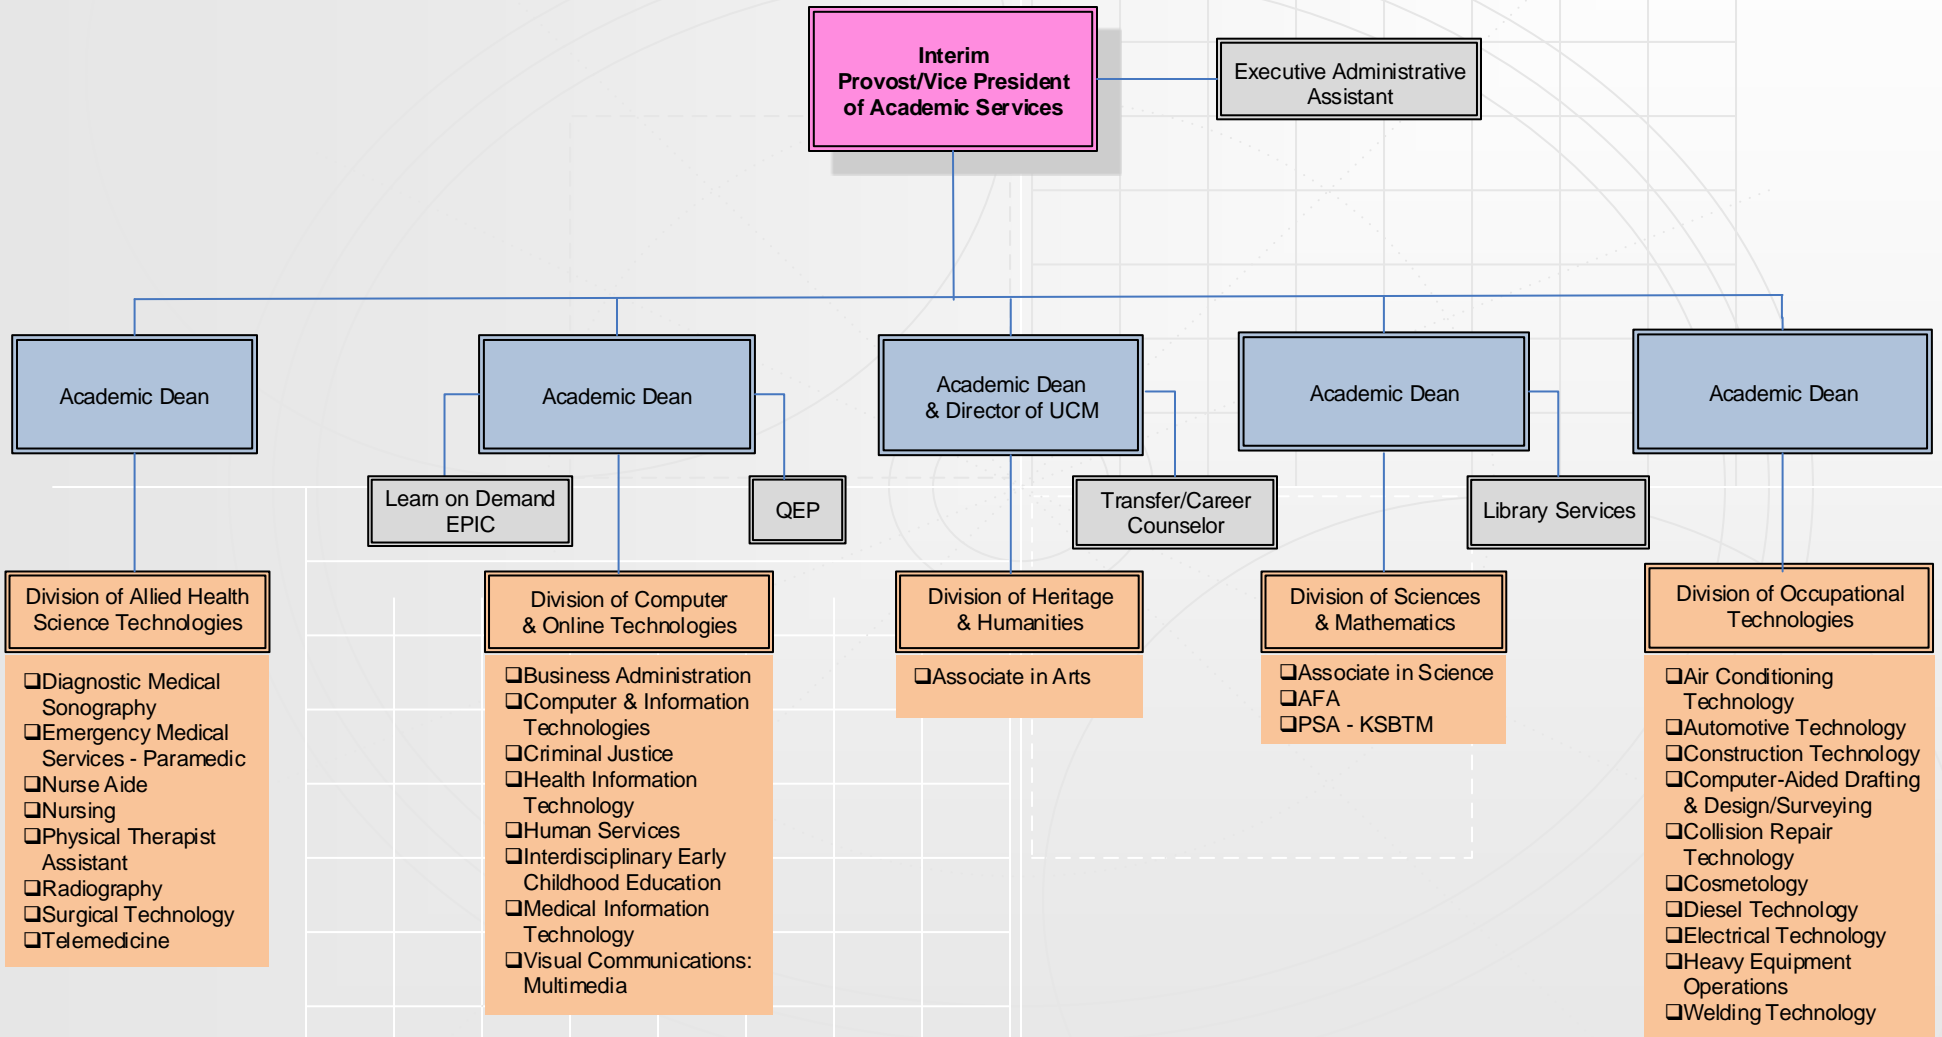 Interim
Provost/Vice President
of Academic Services
Executive Administrative
Assistant
Academic Dean
Academic Dean
Academic Dean
& Director of UCM
Academic Dean
Academic Dean
Learn on Demand
EPIC
QEP
Transfer/Career
Counselor
Library Services
Division of Allied Health
Science Technologies
❑Diagnostic Medical
Sonography
❑Emergency Medical
Services - Paramedic
❑Nurse Aide
❑Nursing
❑Physical Therapist
Assistant
❑Radiography
❑Surgical Technology
❑Telemedicine
Division of Computer
& Online Technologies
❑Business Administration
❑Computer & Information
Technologies
❑Criminal Justice
❑Health Information
Technology
❑Human Services
❑Interdisciplinary Early
Childhood Education
❑Medical Information
Technology
❑Visual Communications:
Multimedia
Division of Heritage
& Humanities
❑Associate in Arts
Division of Sciences
& Mathematics
❑Associate in Science
❑AFA
❑PSA - KSBTM
Division of Occupational
Technologies
❑Air Conditioning
Technology
❑Automotive Technology
❑Construction Technology
❑Computer-Aided Drafting
& Design/Surveying
❑Collision Repair
Technology
❑Cosmetology
❑Diesel Technology
❑Electrical Technology
❑Heavy Equipment
Operations
❑Welding Technology